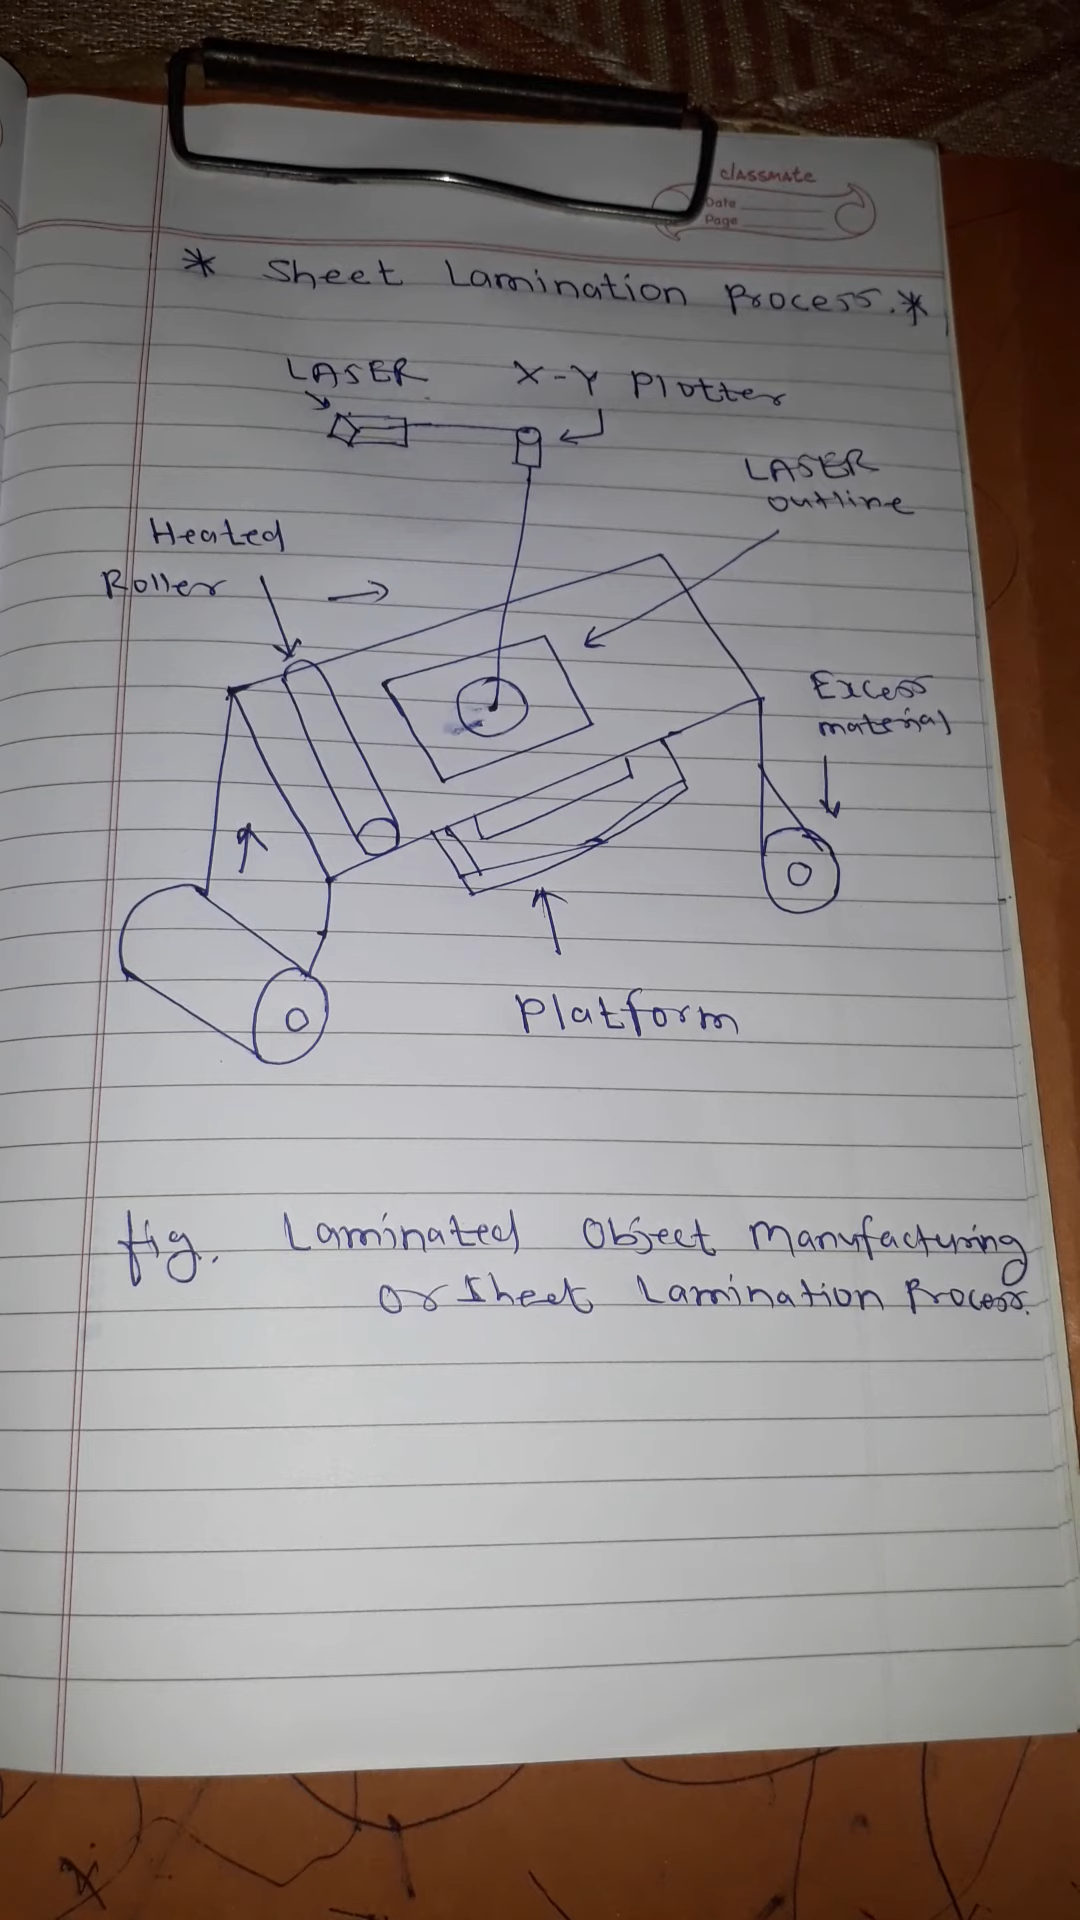 classmate
Date
Page
* Sheet Lamination Process. *
LASER X-Y Plotter
LASER
outline
Heated
Roller
Excess
material
Platform
fig. Laminated Object Manufacturing
or Sheet Lamination Process.